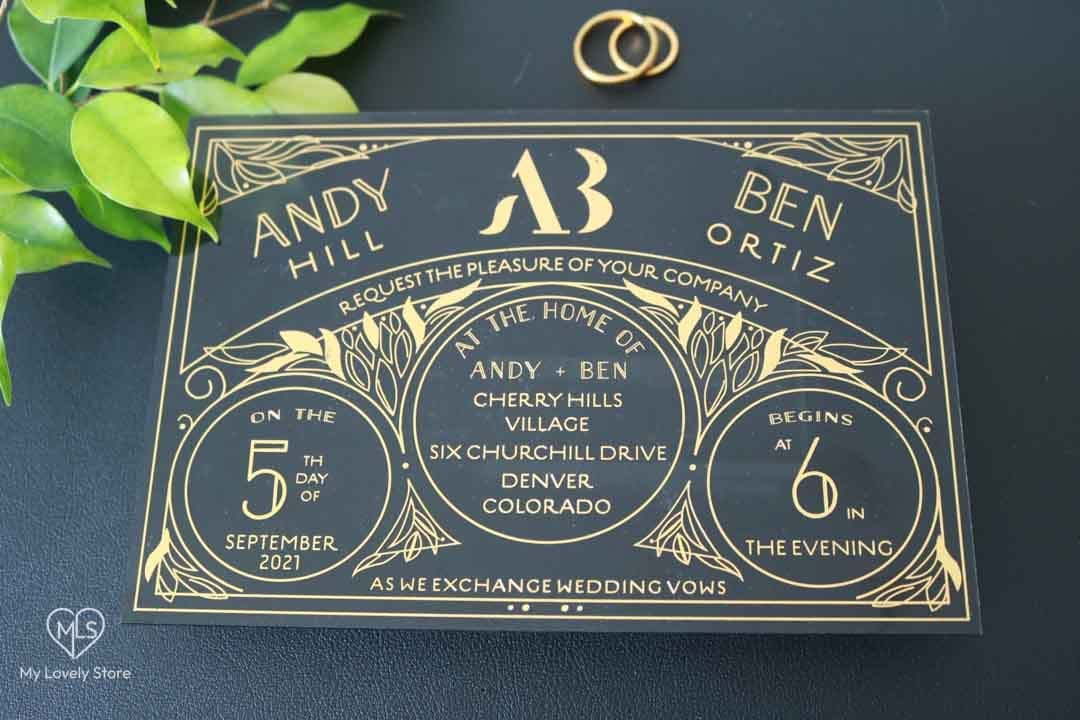 ANDY
HILL
AB
BEN
ORTIZ
REQUEST THE PLEASURE OF YOUR COMPANY
AT THE HOME OF
ANDY + BEN
CHERRY HILLS
VILLAGE
SIX CHURCHILL DRIVE
DENVER
COLORADO
ON THE
5 TH
DAY
OF
SEPTEMBER
2021
BEGINS
AT 6 IN
THE EVENING
AS WE EXCHANGE WEDDING VOWS
MLS
My Lovely Store